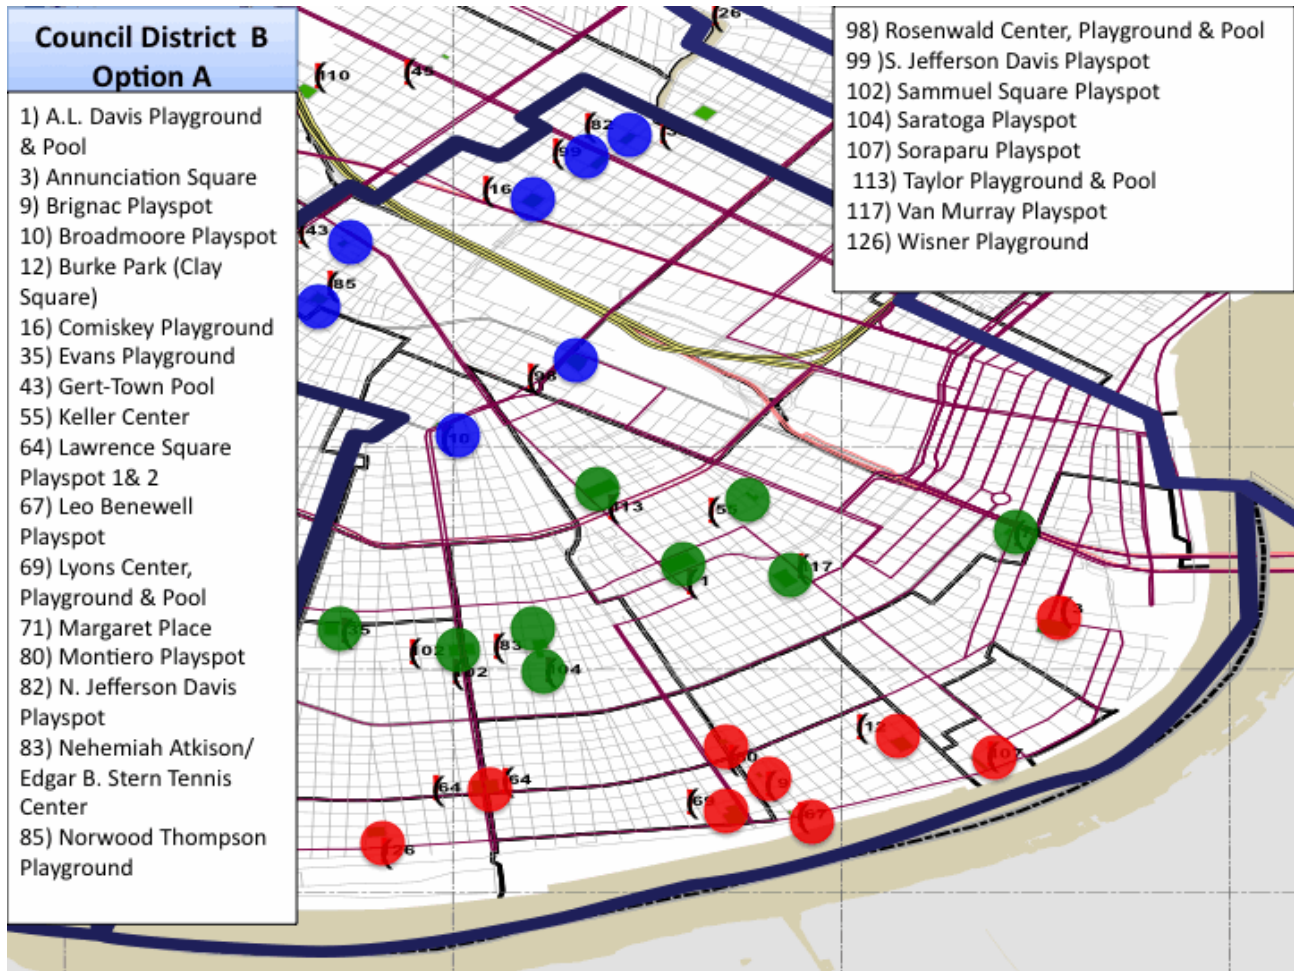 Council District B
Option A
1) A.L. Davis Playground
& Pool
3) Annunciation Square
9) Brignac Playspot
10) Broadmoore Playspot
12) Burke Park (Clay
Square)
16) Comiskey Playground
35) Evans Playground
43) Gert-Town Pool
55) Keller Center
64) Lawrence Square
Playspot 1& 2
67) Leo Benewell
Playspot
69) Lyons Center,
Playground & Pool
71) Margaret Place
80) Montiero Playspot
82) N. Jefferson Davis
Playspot
83) Nehemiah Atkison/
Edgar B. Stern Tennis
Center
85) Norwood Thompson
Playground
98) Rosenwald Center, Playground & Pool
99 )S. Jefferson Davis Playspot
102) Sammuel Square Playspot
104) Saratoga Playspot
107) Soraparu Playspot
113) Taylor Playground & Pool
117) Van Murray Playspot
126) Wisner Playground
26
110
45
82
99
16
43
85
98
10
113
55
1
117
35
102
83
104
102
3
12
107
64
64
9
69
67